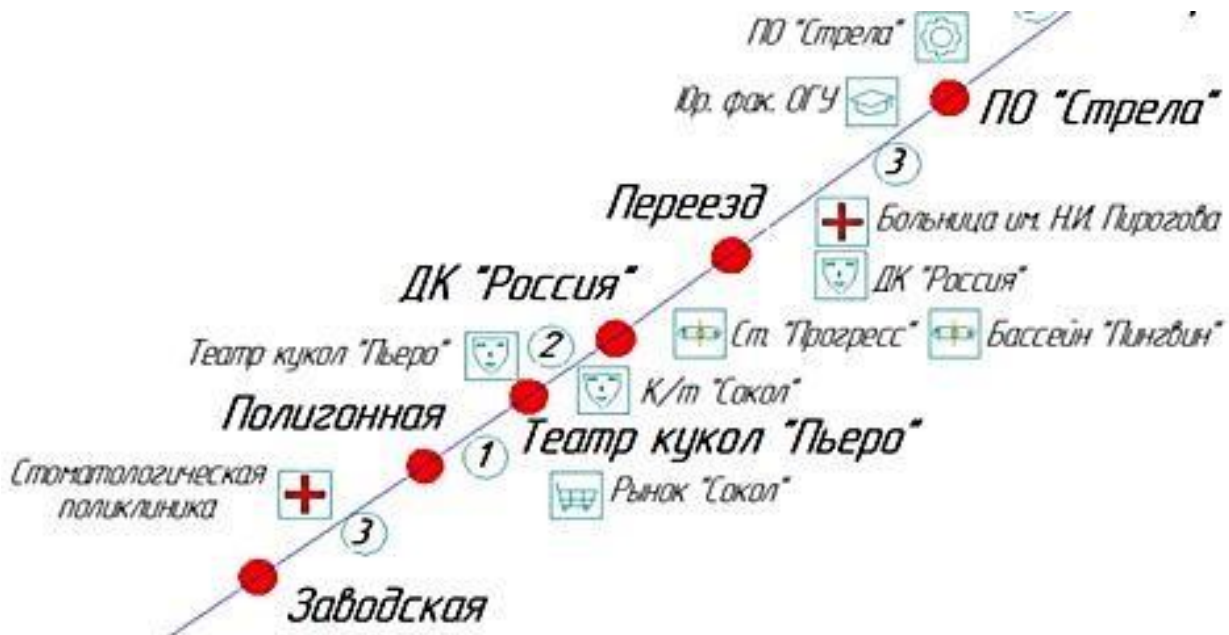 ПО "Стрела"
Юр. фак. ОГУ
ПО "Стрела"
3
Переезд
Больница им. Н.И. Пирогова
ДК "Россия"
ДК "Россия"
Ст. "Прогресс"
Бассейн "Пингвин"
Театр кукол "Пьеро"
2
К/т "Сокол"
Полигонная
Театр кукол "Пьеро"
1
Рынок "Сокол"
Стоматологическая
поликлиника
3
Заводская